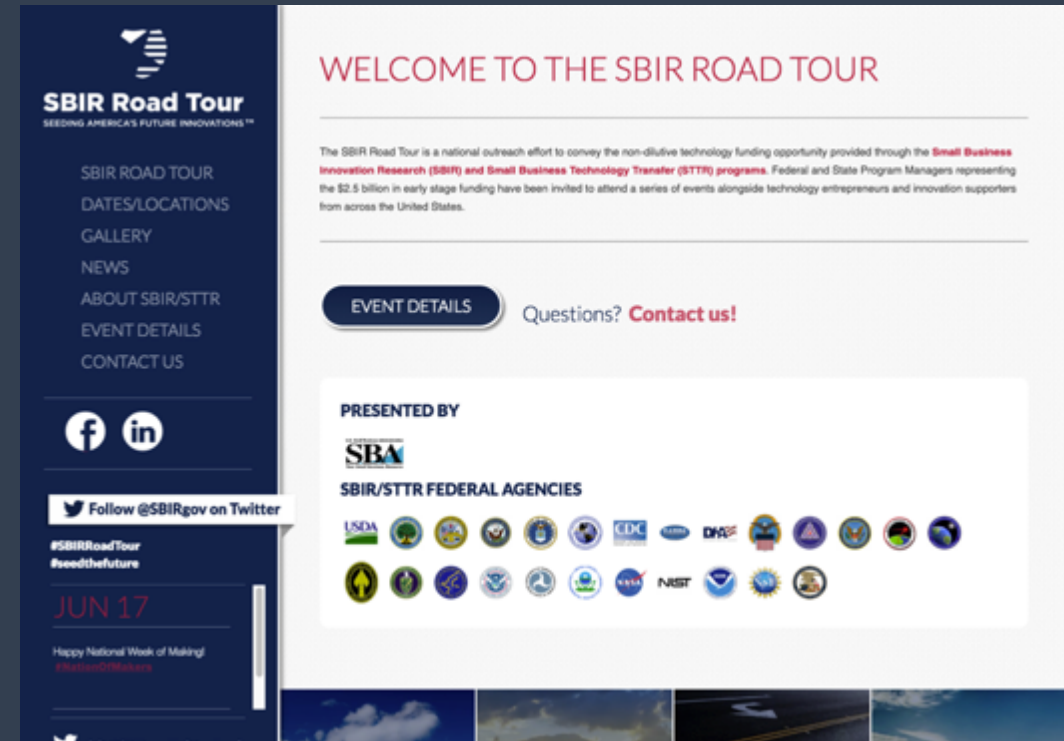 SBIR Road Tour
SEEDING AMERICA'S FUTURE INNOVATIONS™
SBIR ROAD TOUR
DATES/LOCATIONS
GALLERY
NEWS
ABOUT SBIR/STTR
EVENT DETAILS
CONTACT US
Follow @SBIRgov on Twitter
#SBIRRoadTour
#seedthefuture
JUN 17
Happy National Week of Making!
#NationOfMakers
WELCOME TO THE SBIR ROAD TOUR
The SBIR Road Tour is a national outreach effort to convey the non-dilutive technology funding opportunity provided through the Small Business
Innovation Research (SBIR) and Small Business Technology Transfer (STTR) programs. Federal and State Program Managers representing
the $2.5 billion in early stage funding have been invited to attend a series of events alongside technology entrepreneurs and innovation supporters
from across the United States.
EVENT DETAILS
Questions? Contact us!
PRESENTED BY
SBA
SBIR/STTR FEDERAL AGENCIES
USDA CDC
NASA NIST